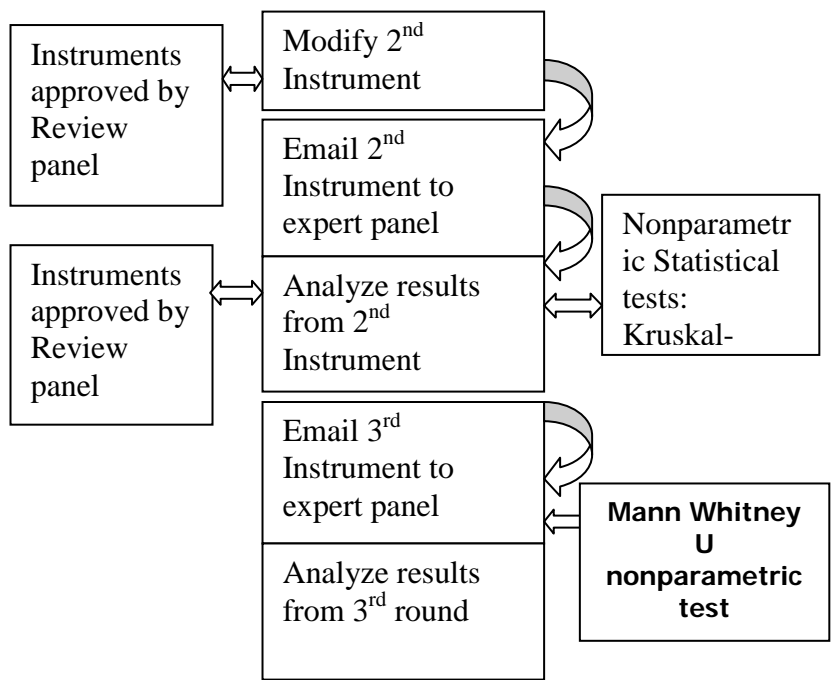 Instruments
approved by
Review
panel
Modify 2nd
Instrument
Email 2nd
Instrument to
expert panel
Instruments
approved by
Review
panel
Analyze results
from 2nd
Instrument
Nonparametr
ic Statistical
tests:
Kruskal-
Email 3rd
Instrument to
expert panel
Mann Whitney
U
nonparametric
test
Analyze results
from 3rd round